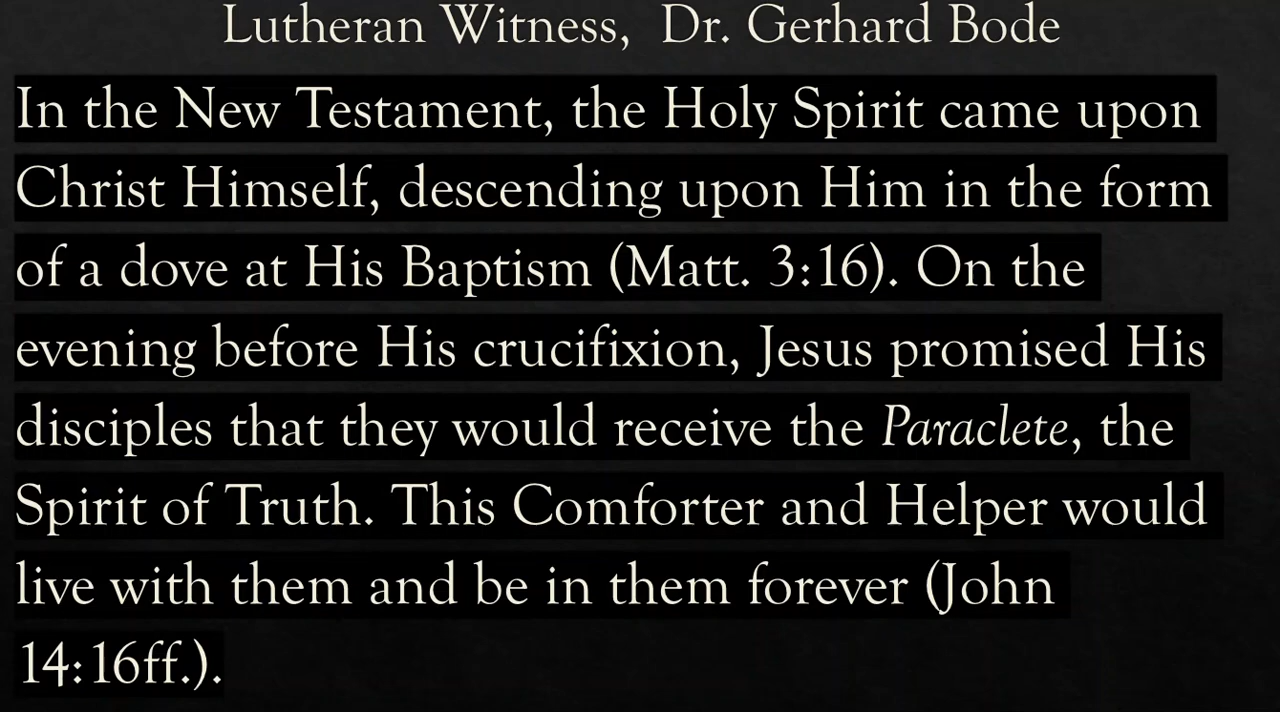 Lutheran Witness, Dr. Gerhard Bode
In the New Testament, the Holy Spirit came upon
Christ Himself, descending upon Him in the form
of a dove at His Baptism (Matt. 3:16). On the
evening before His crucifixion, Jesus promised His
disciples that they would receive the Paraclete, the
Spirit of Truth. This Comforter and Helper would
live with them and be in them forever (John
14:16ff.).